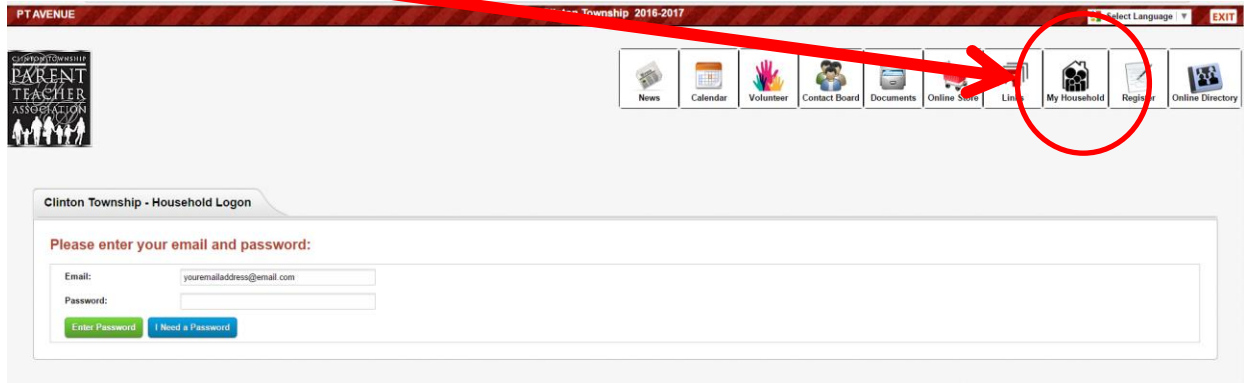 PT AVENUE
Township 2016-2017
Select Language
EXIT
CLINTON TOWNSHIP
PARENT
TEACHER
ASSOCIATION
News
Calendar
Volunteer
Contact Board
Documents
Online Store
Links
My Household
Register
Online Directory
Clinton Township - Household Logon
Please enter your email and password:
Email:
youremailaddress@email.com
Password:
Enter Password
I Need a Password